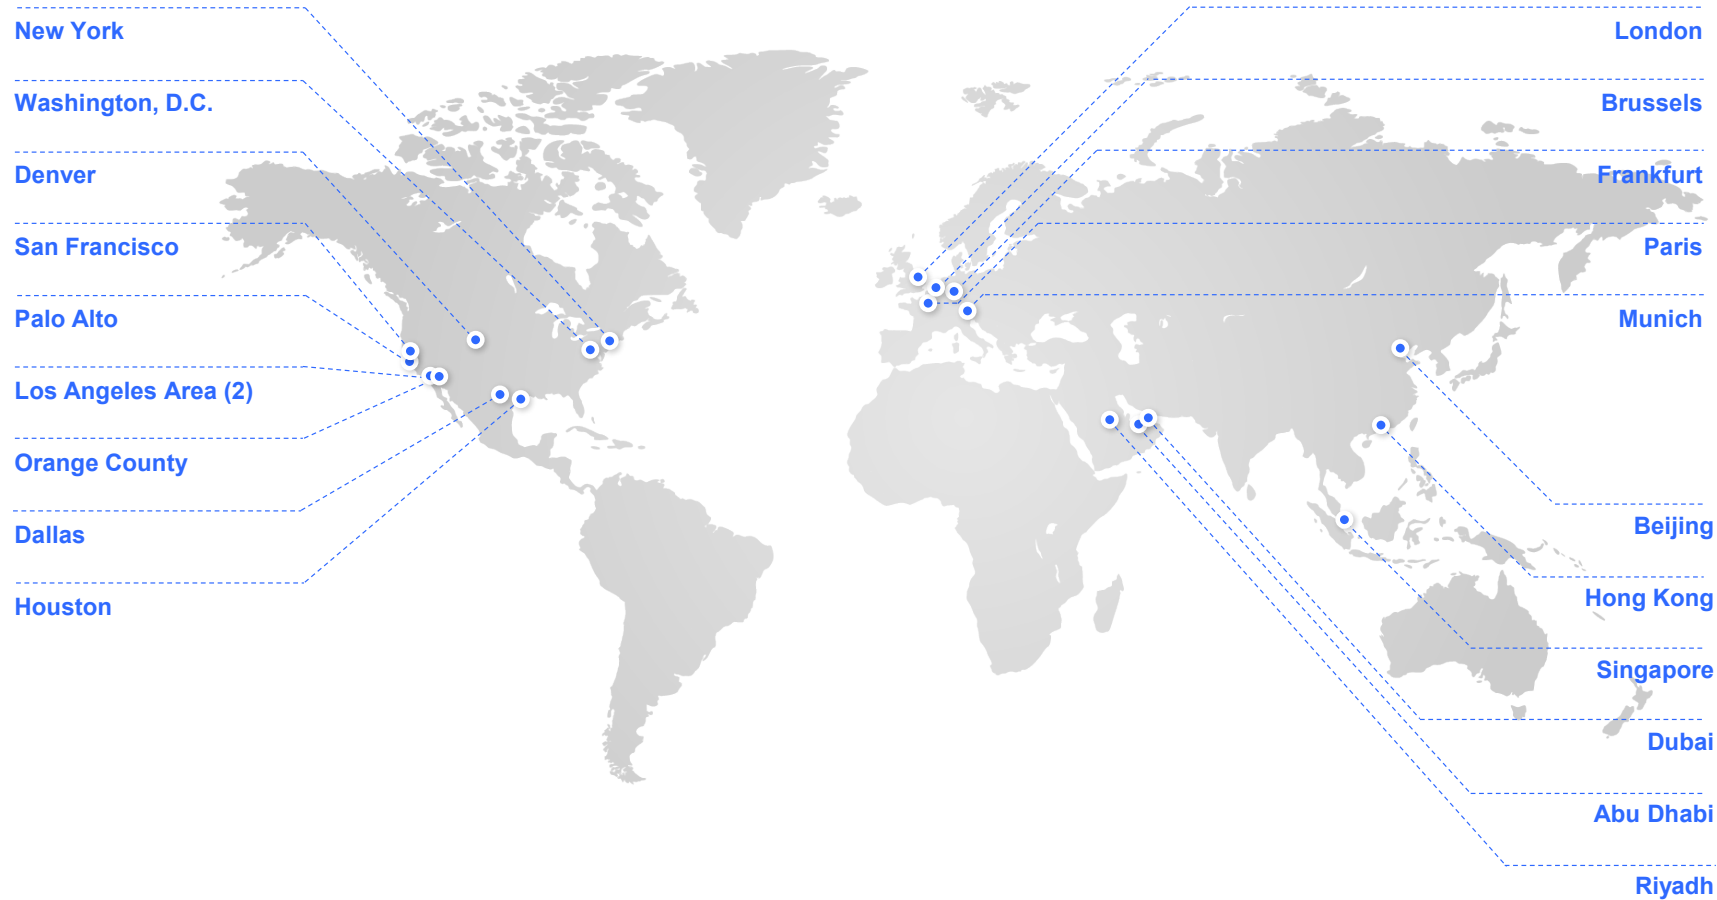 New York
Washington, D.C.
Denver
San Francisco
Palo Alto
Los Angeles Area (2)
Orange County
Dallas
Houston
London
Brussels
Frankfurt
Paris
Munich
Beijing
Hong Kong
Singapore
Dubai
Abu Dhabi
Riyadh